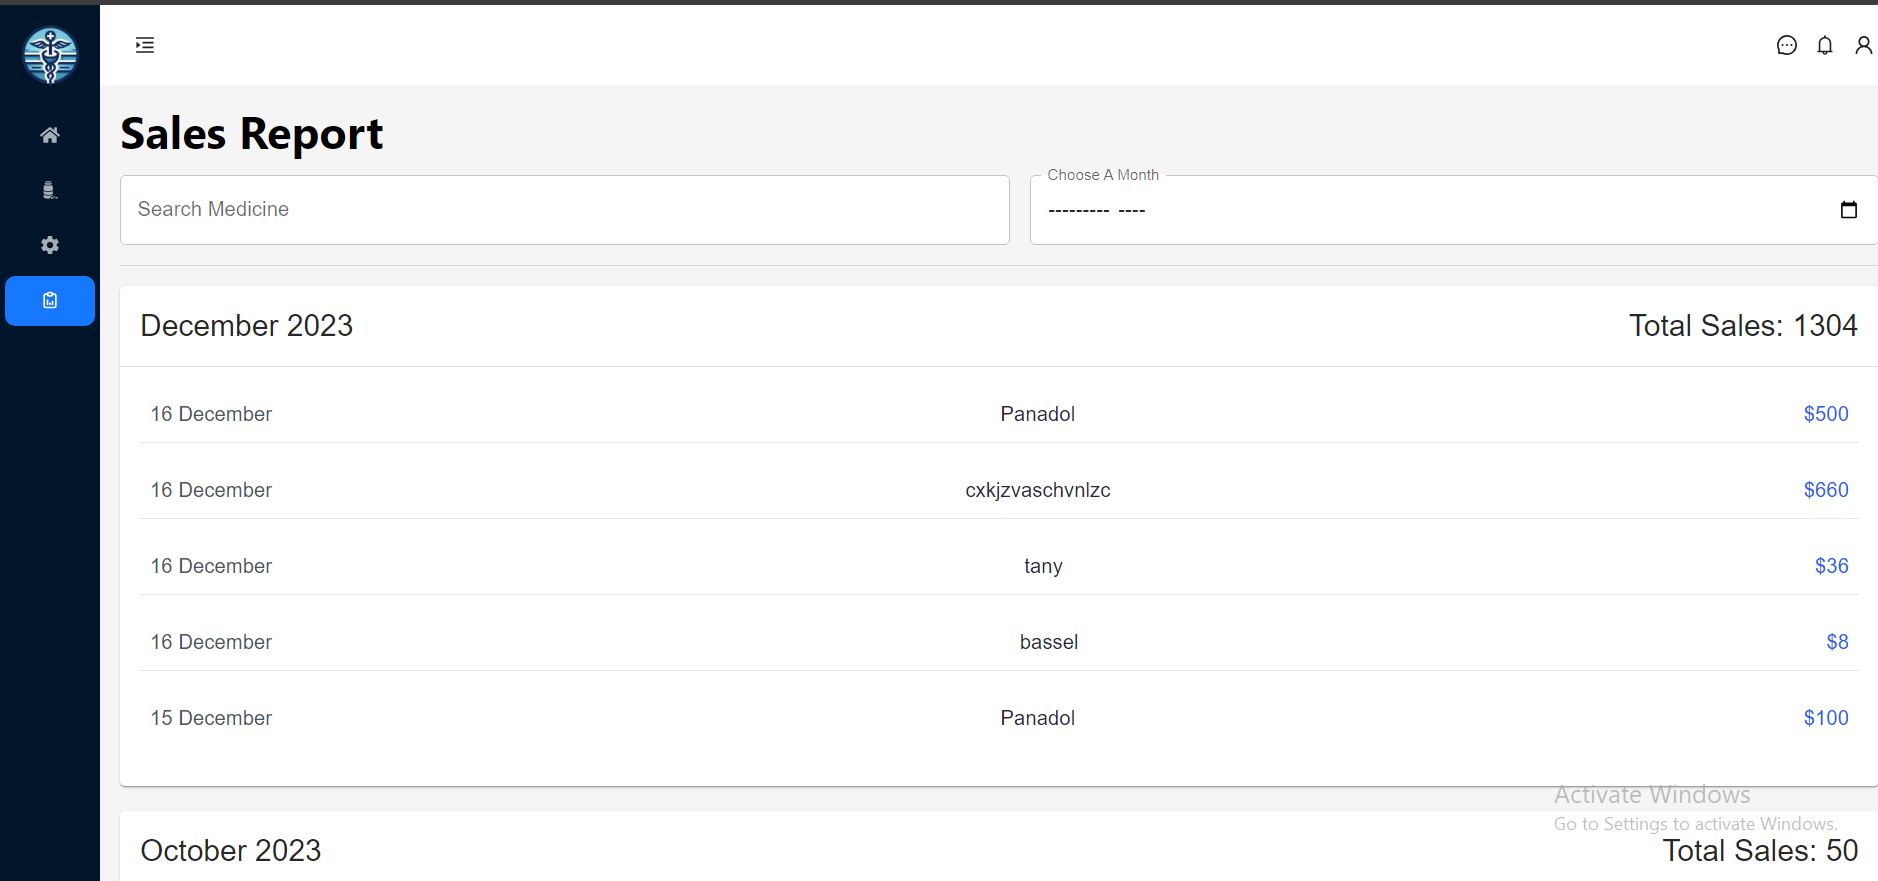 Sales Report
Search Medicine
Choose A Month
--------- ----
December 2023 Total Sales: 1304
16 December Panadol $500
16 December cxkjzvaschvnlzc $660
16 December tany $36
16 December bassel $8
15 December Panadol $100
Activate Windows
Go to Settings to activate Windows.
October 2023 Total Sales: 50